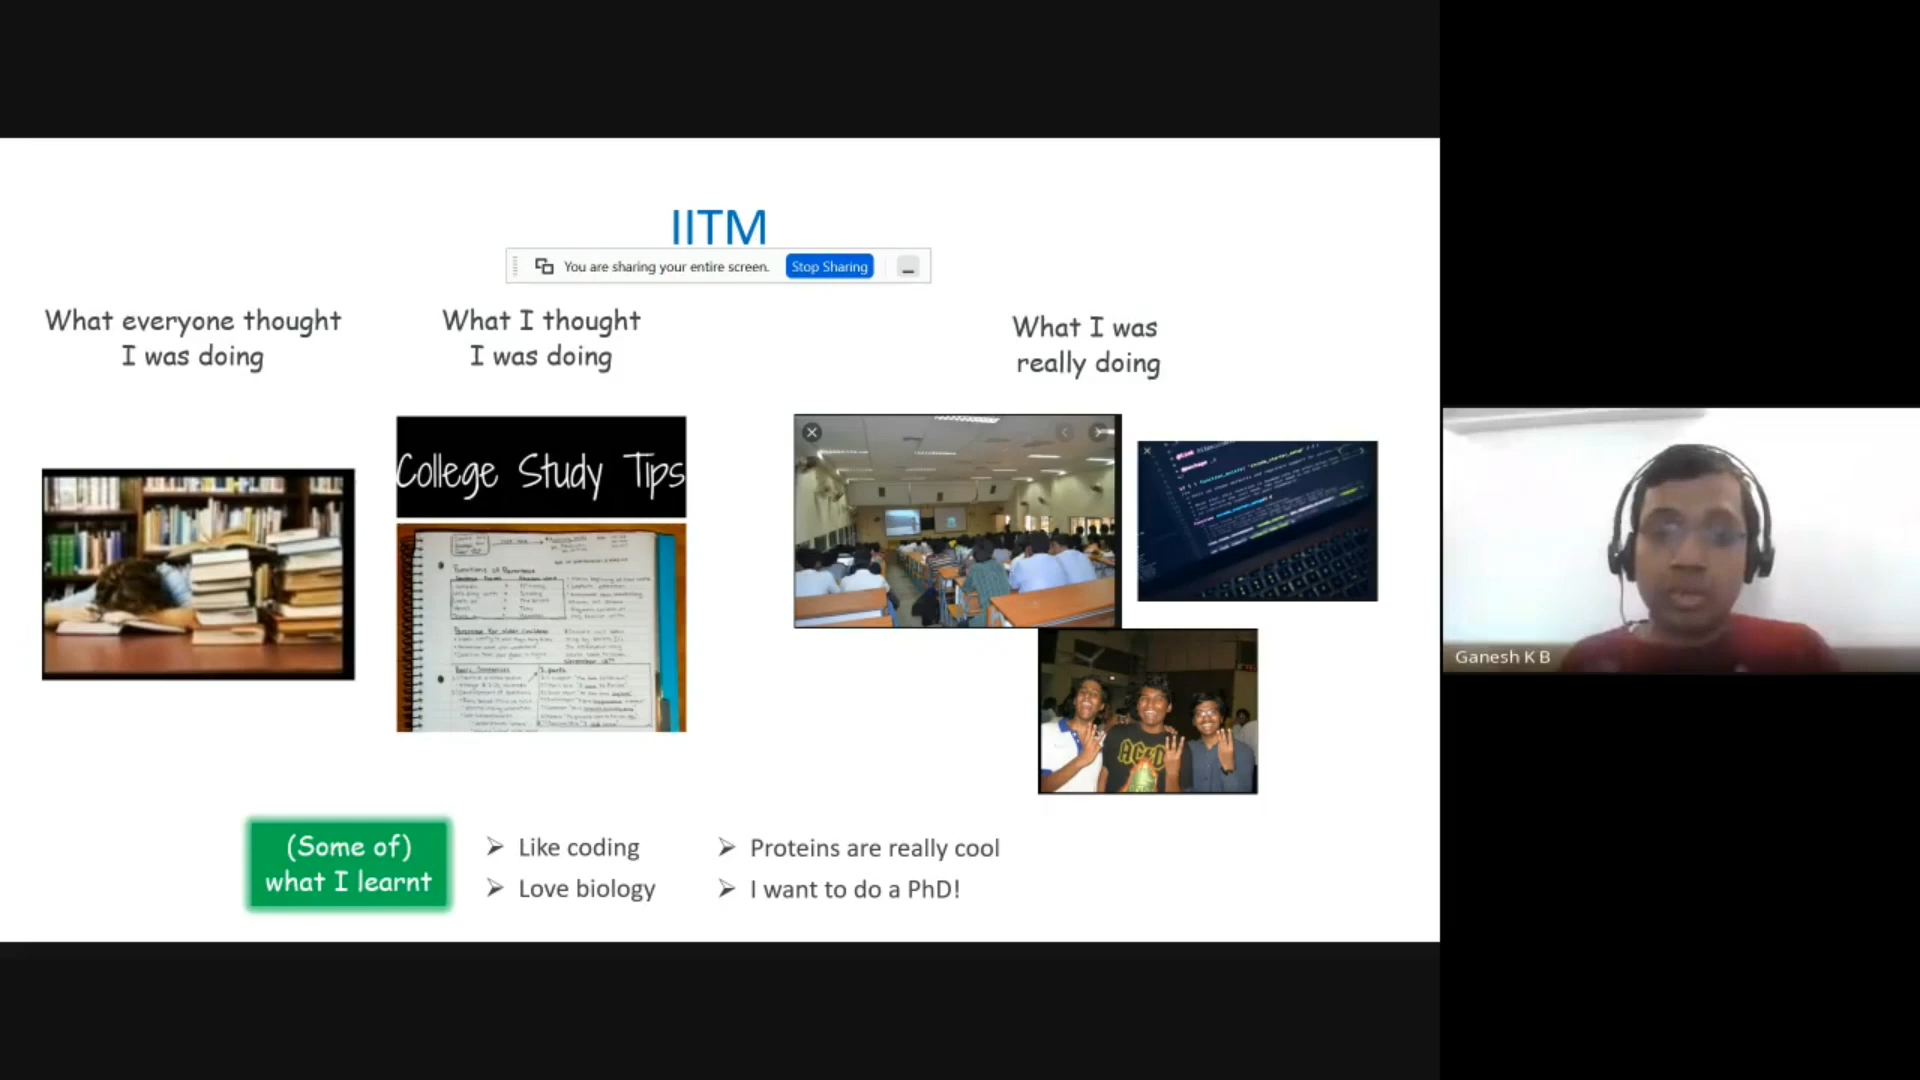 IITM
You are sharing your entire screen. Stop Sharing
What everyone thought
I was doing
What I thought
I was doing
What I was
really doing
College Study Tips
(Some of)
what I learnt
Like coding
Love biology
Proteins are really cool
I want to do a PhD!
Ganesh K B